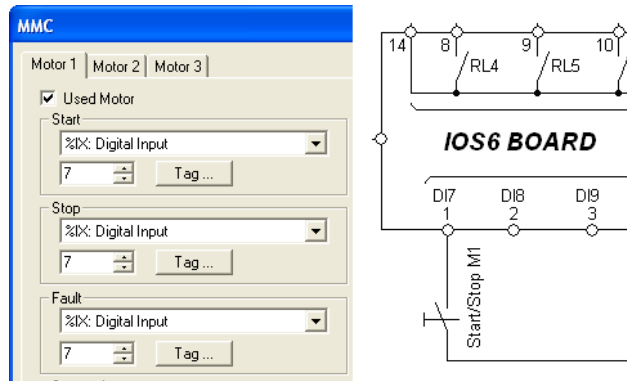 MMC
Motor 1
Motor 2
Motor 3
Used Motor
Start
%IX: Digital Input
7
Tag ...
Stop
%IX: Digital Input
7
Tag ...
Fault
%IX: Digital Input
7
Tag ...
14 8 9 10
RL4 RL5
IOS6 BOARD
DI7 DI8 DI9
1 2 3
Start/Stop M1